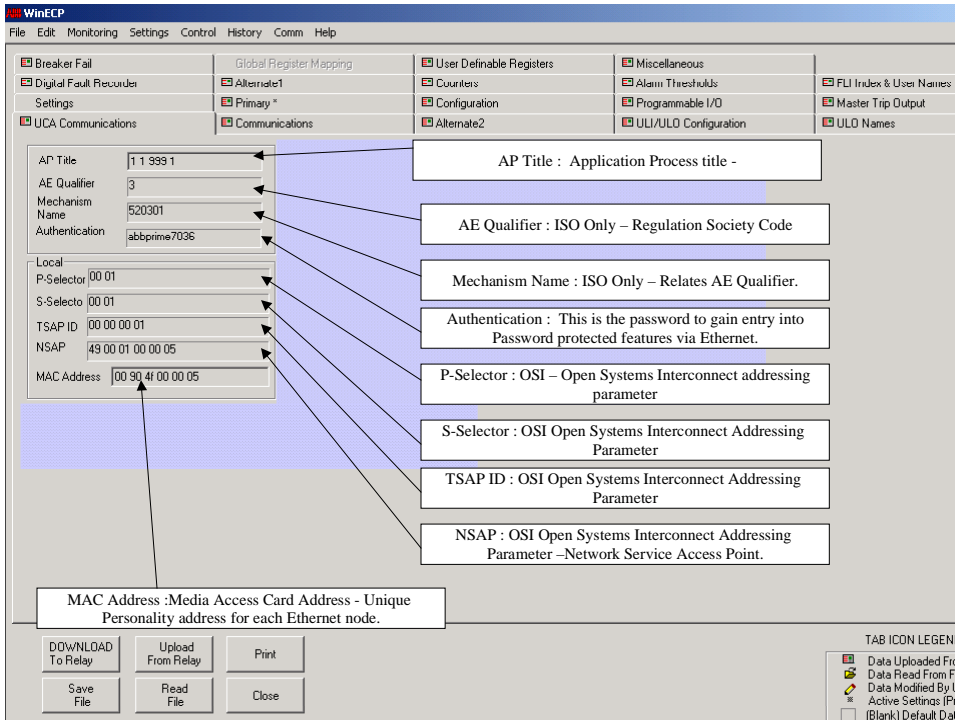 WinECP
File Edit Monitoring Settings Control History Comm Help
Breaker Fail Global Register Mapping User Definable Registers Miscellaneous
Digital Fault Recorder Alternate1 Counters Alarm Thresholds FLI Index & User Names
Settings Primary * Configuration Programmable I/O Master Trip Output
UCA Communications Communications Alternate2 ULI/ULO Configuration ULO Names
AP Title 1 1 999 1
AE Qualifier 3
Mechanism
Name 520301
Authentication abbprime7036
Local
P-Selector 00 01
S-Selecto 00 01
TSAP ID 00 00 00 01
NSAP 49 00 01 00 00 05
MAC Address 00 90 4f 00 00 05
AP Title : Application Process title -
AE Qualifier : ISO Only – Regulation Society Code
Mechanism Name : ISO Only – Relates AE Qualifier.
Authentication : This is the password to gain entry into
Password protected features via Ethernet.
P-Selector : OSI – Open Systems Interconnect addressing
parameter
S-Selector : OSI Open Systems Interconnect Addressing
Parameter
TSAP ID : OSI Open Systems Interconnect Addressing
Parameter
NSAP : OSI Open Systems Interconnect Addressing
Parameter –Network Service Access Point.
MAC Address :Media Access Card Address - Unique
Personality address for each Ethernet node.
DOWNLOAD
To Relay
Upload
From Relay
Print
Save
File
Read
File
Close
TAB ICON LEGEN
Data Uploaded Fro
Data Read From F
Data Modified By U
* Active Settings (Pr
(Blank) Default Dat